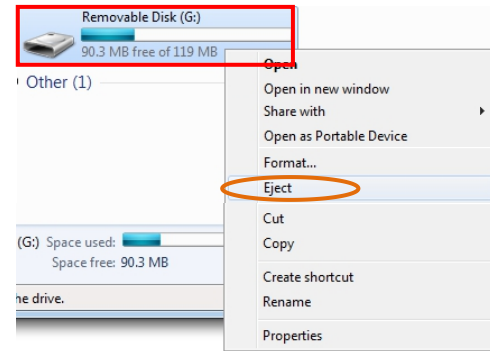 Removable Disk (G:)
90.3 MB free of 119 MB
Other (1)
Open
Open in new window
Share with
Open as Portable Device
Format...
Eject
Cut
Copy
Create shortcut
Rename
Properties
(G:) Space used:
Space free: 90.3 MB
he drive.